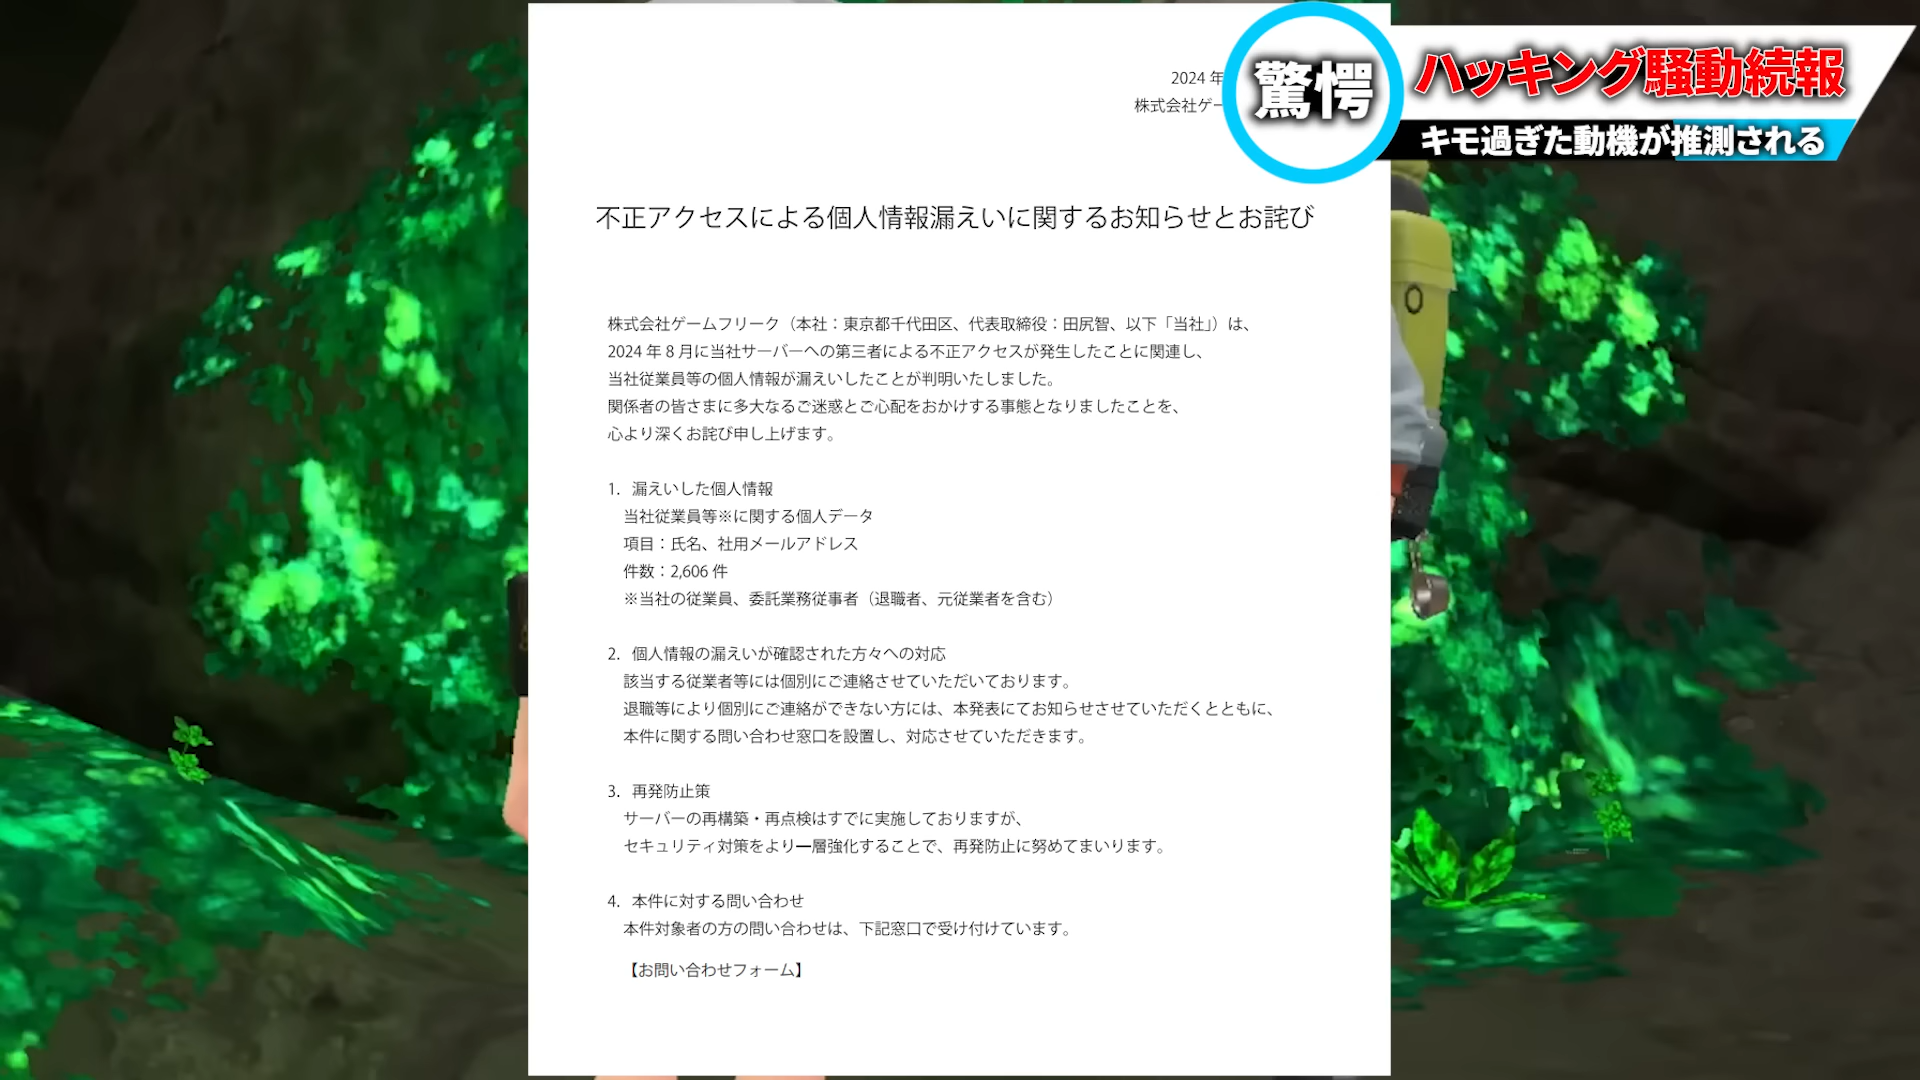 2024 年
株式会社ゲー
驚愕
ハッキング騒動続報
キモ過ぎた動機が推測される
不正アクセスによる個人情報漏えいに関するお知らせとお詫び
株式会社ゲームフリーク（本社：東京都千代田区、代表取締役：田尻智、以下「当社」）は、
2024 年 8 月に当社サーバーへの第三者による不正アクセスが発生したことに関連し、
当社従業員等の個人情報が漏えいしたことが判明いたしました。
関係者の皆さまに多大なるご迷惑とご心配をおかけする事態となりましたことを、
心より深くお詫び申し上げます。
1. 漏えいした個人情報
当社従業員等※に関する個人データ
項目：氏名、社用メールアドレス
件数：2,606 件
※当社の従業員、委託業務従事者（退職者、元従業者を含む）
2. 個人情報の漏えいが確認された方々への対応
該当する従業者等には個別にご連絡させていただいております。
退職等により個別にご連絡ができない方には、本発表にてお知らせさせていただくとともに、
本件に関する問い合わせ窓口を設置し、対応させていただきます。
3. 再発防止策
サーバーの再構築・再点検はすでに実施しておりますが、
セキュリティ対策をより一層強化することで、再発防止に努めてまいります。
4. 本件に対する問い合わせ
本件対象者の方の問い合わせは、下記窓口で受け付けています。
【お問い合わせフォーム】